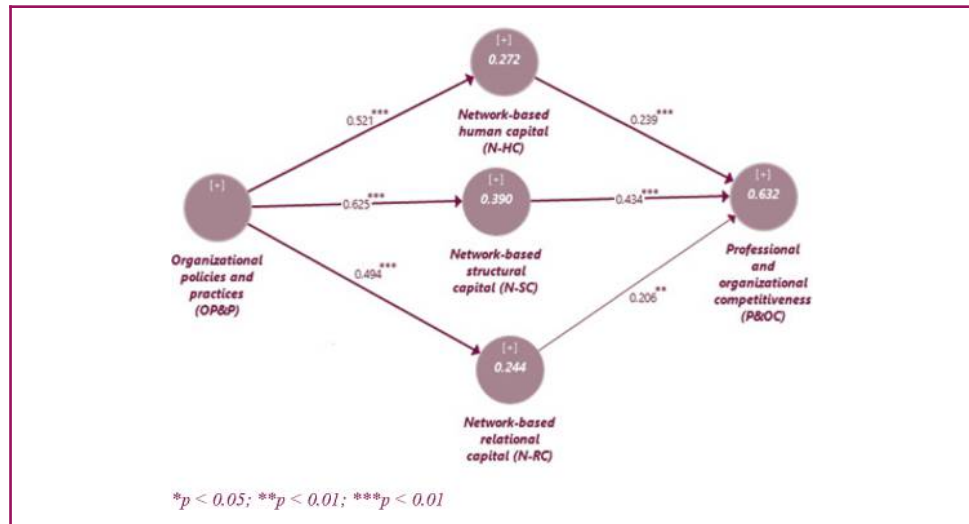 [+]
0.272
Network-based
human capital
(N-HC)
0.521***
0.239***
[+]
Organizational
policies and
practices
(OP&P)
0.625***
[+]
0.390
Network-based
structural
capital (N-SC)
0.434***
[+]
0.632
Professional
and
organizational
competitiveness
(P&OC)
0.494***
0.206**
[+]
0.244
Network-based
relational
capital (N-RC)
*p < 0.05; **p < 0.01; ***p < 0.01